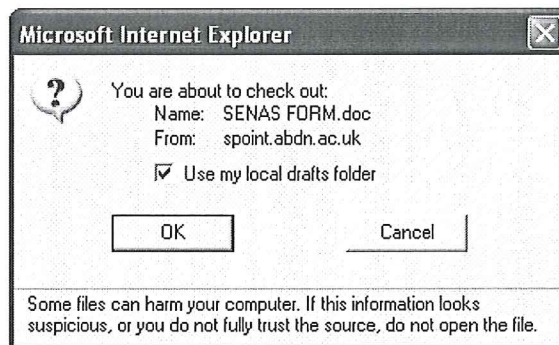 Microsoft Internet Explorer
?
You are about to check out:
Name: SENAS FORM.doc
From: spoint.abdn.ac.uk
Use my local drafts folder
OK
Cancel
Some files can harm your computer. If this information looks
suspicious, or you do not fully trust the source, do not open the file.